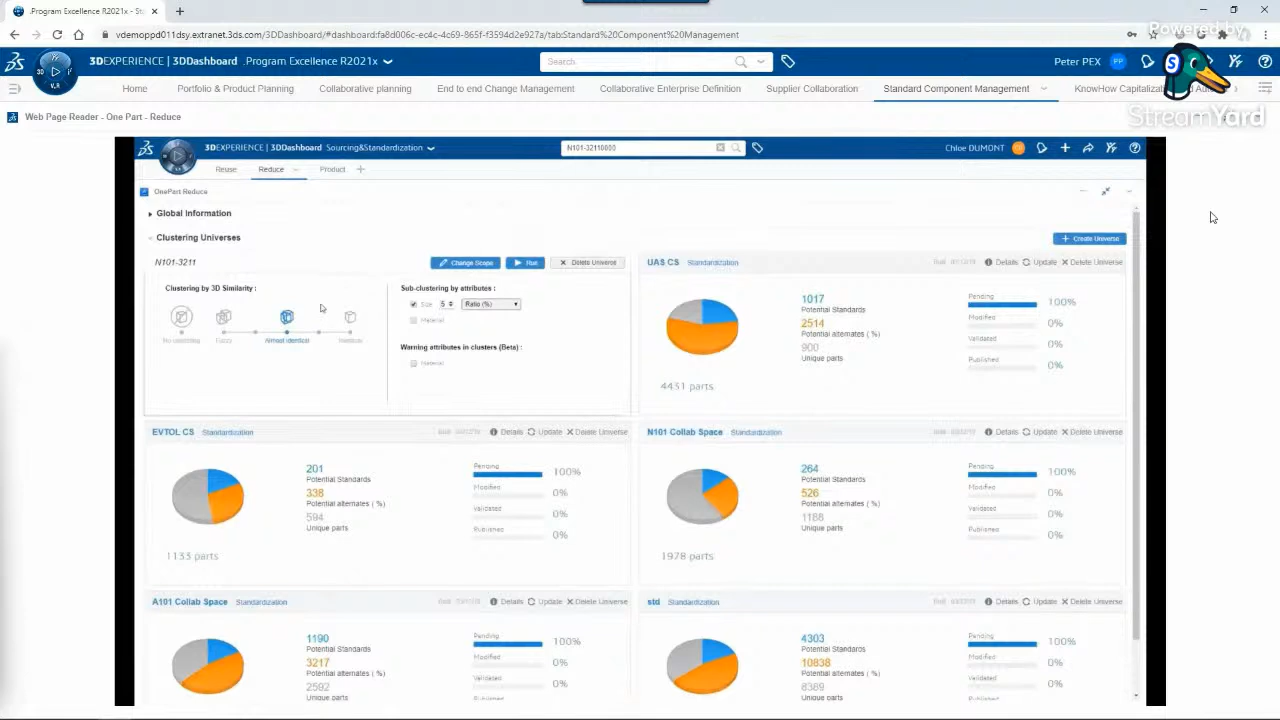 .Program Excellence R2021x - St
vdemoppd011dsy.extranet.3ds.com/3DDashboard/#dashboard:fa8d006c-ec4c-4d9e-
tab:Standard%20Component%20Management
Powered by
StreamYard
3DEXPERIENCE | 3DDashboard .Program Excellence R2021x
Search
Peter PEX PP
Home Portfolio & Product Planning Collaborative planning End to End Change Management Collaborative Enterprise Definition Supplier Collaboration Standard Component Management KnowHow Capitaliza
Web Page Reader - One Part - Reduce
3DEXPERIENCE | 3DDashboard Sourcing&Standardization
N101-32110800
Chloe DUMONT
Reuse Reduce Product
OnePart Reduce
Global Information
Clustering Universes
Create Universe
N101-3211 Change Scope Run Delete Universe
Clustering by 3D Similarity :
Fuzzy Almost identical
Sub-clustering by attributes :
Size 5 Ratio (%)
Material
Warning attributes in clusters (Beta) :
Material
UAS CS Standardization Details Update Delete Universe
1017
Potential Standards
2514
Potential alternates ( %)
900
Unique parts
4431 parts
Pending 100%
Modified 0%
Validated 0%
Published 0%
EVTOL CS Standardization Details Update Delete Universe
201
Potential Standards
338
Potential alternates ( %)
594
Unique parts
1133 parts
Pending 100%
Modified 0%
Validated 0%
Published 0%
N101 Collab Space Standardization Details Update Delete Universe
264
Potential Standards
526
Potential alternates ( %)
1188
Unique parts
1978 parts
Pending 100%
Modified 0%
Validated 0%
Published 0%
A101 Collab Space Standardization Details Update Delete Universe
1190
Potential Standards
3217
Potential alternates ( %)
2592
Unique parts
Pending 100%
Modified 0%
Validated 0%
Published
std Standardization Details Update Delete Universe
4303
Potential Standards
10838
Potential alternates ( %)
8389
Unique parts
Pending 100%
Modified 0%
Validated 0%
Published